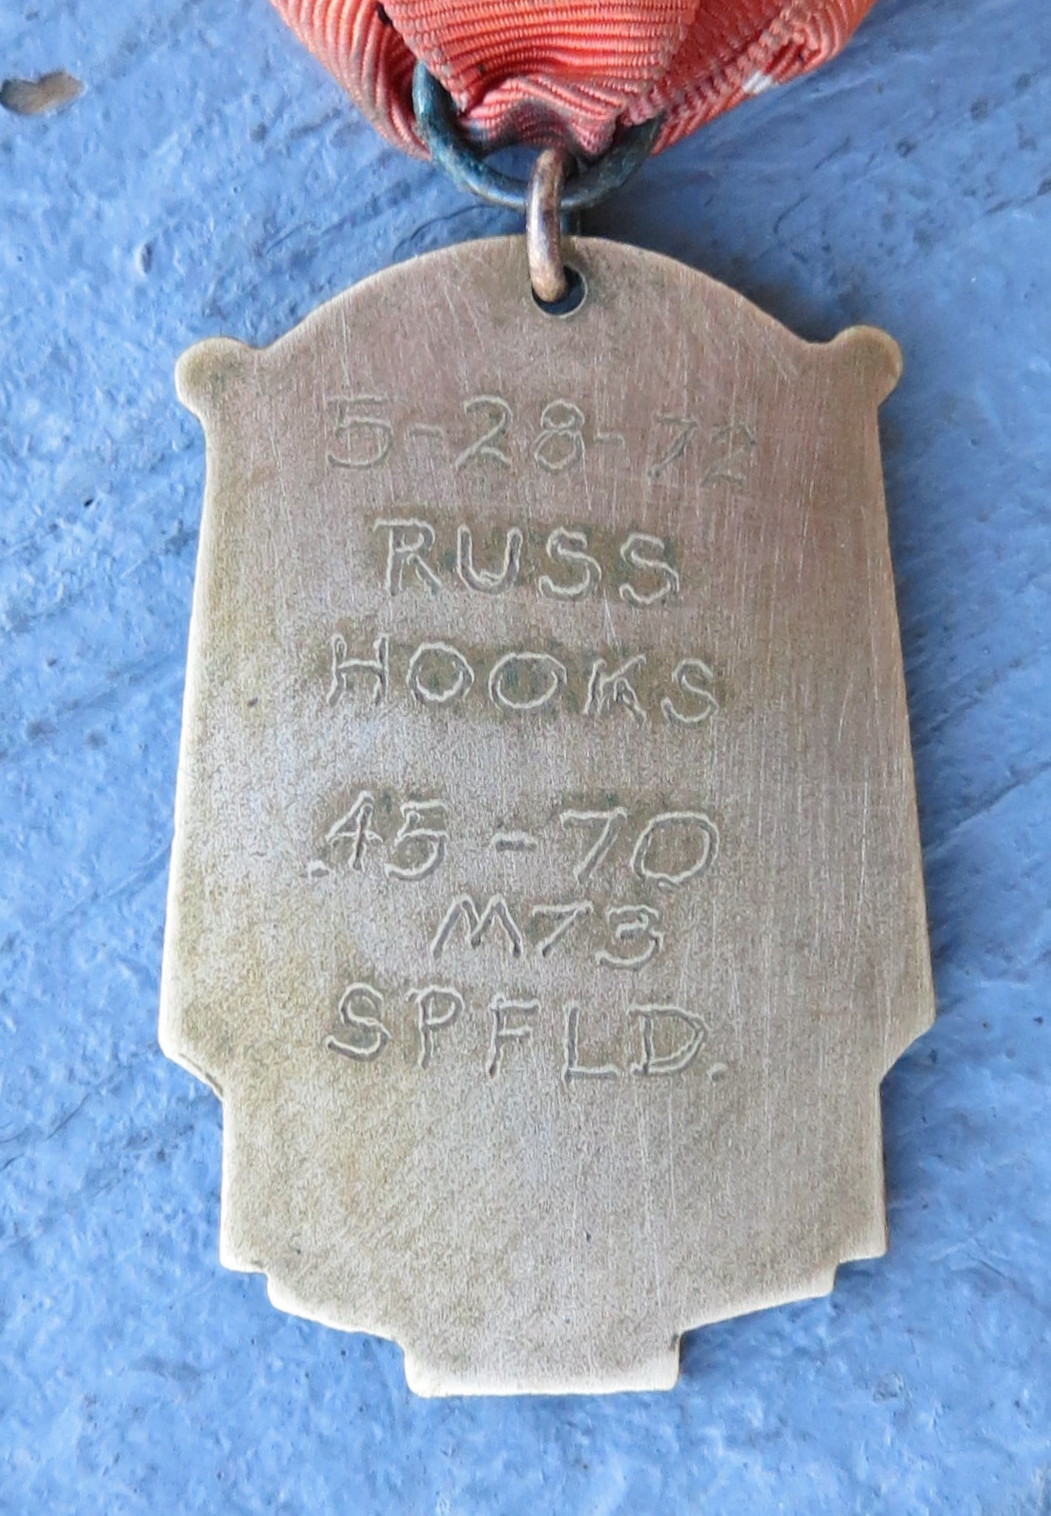 5-28-72
RUSS
HOOKS
.45-70
M73
SPFLD.